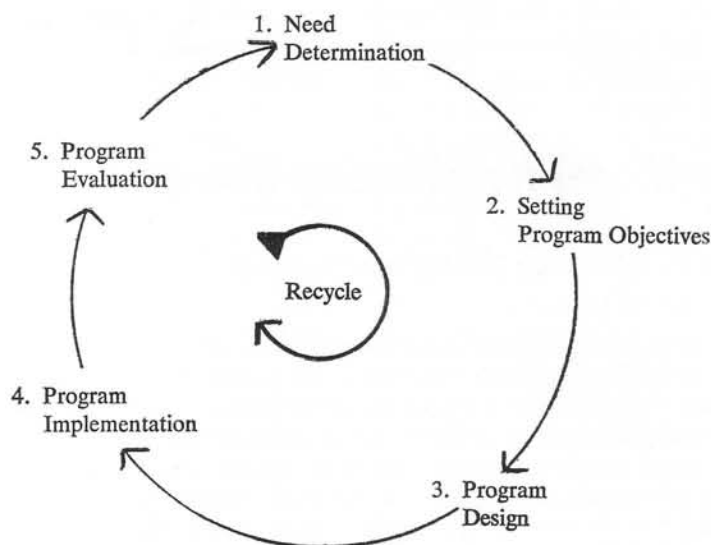 1. Need
Determination
2. Setting
Program Objectives
3. Program
Design
4. Program
Implementation
5. Program
Evaluation
Recycle